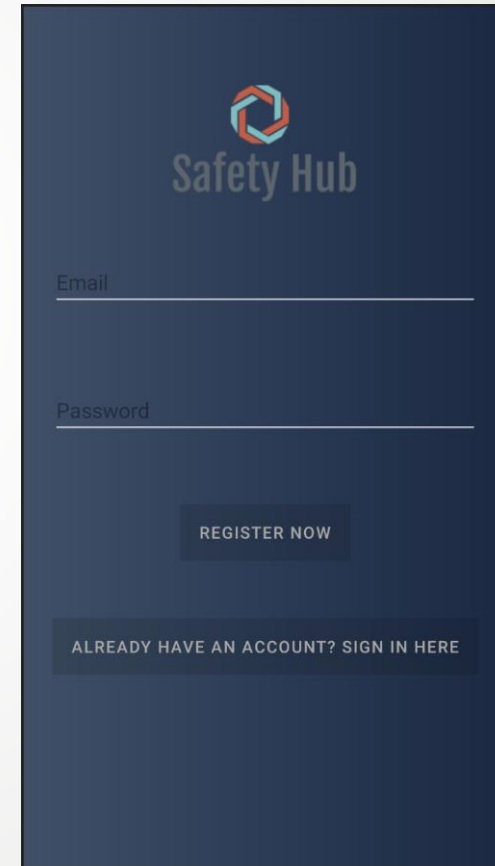 Safety Hub
Email
Password
REGISTER NOW
ALREADY HAVE AN ACCOUNT? SIGN IN HERE